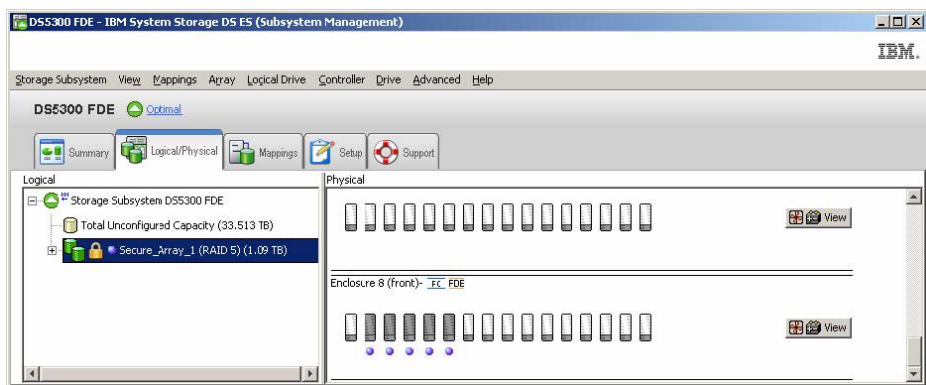 DS5300 FDE - IBM System Storage DS ES (Subsystem Management)
IBM.
Storage Subsystem View Mappings Array Logical Drive Controller Drive Advanced Help
DS5300 FDE Optimal
Summary Logical/Physical Mappings Setup Support
Logical
Storage Subsystem DS5300 FDE
Total Unconfigured Capacity (33.513 TB)
Secure_Array_1 (RAID 5) (1.09 TB)
Physical
View
Enclosure 8 (front)- FC FDE
View